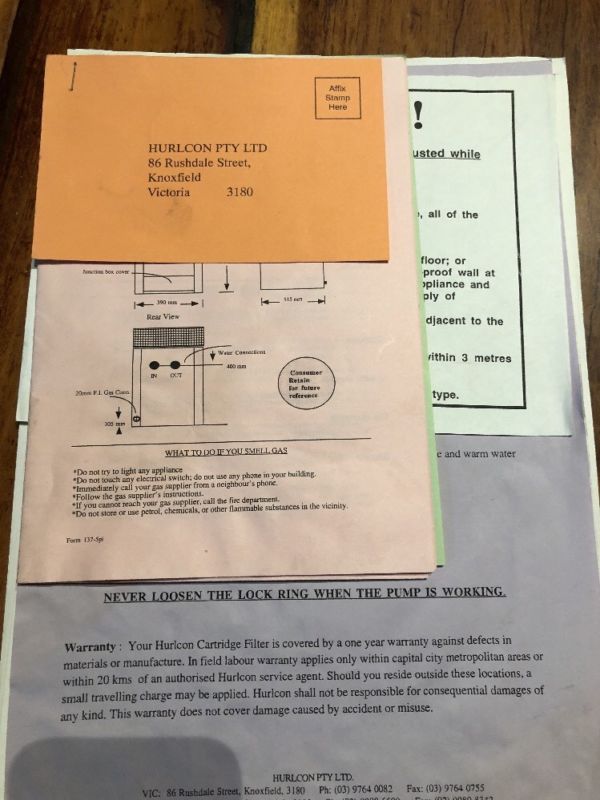 Affix
Stamp
Here
HURLCON PTY LTD
86 Rushdale Street,
Knoxfield
Victoria 3180
!
usted while
, all of the
floor; or
proof wall at
ppliance and
ply of
djacent to the
within 3 metres
type.
Junction box cover
390 mm
Rear View
Water Connections
400 mm
IN OUT
20mm F.I. Gas Conn.
Consumer
Retain
for future
reference
WHAT TO DO IF YOU SMELL GAS
*Do not try to light any appliance
*Do not touch any electrical switch; do not use any phone in your building.
*Immediately call your gas supplier from a neighbour's phone.
*Follow the gas supplier's instructions.
*If you cannot reach your gas supplier, call the fire department.
*Do not store or use petrol, chemicals, or other flammable substances in the vicinity.
Form 137-5pi
e and warm water
NEVER LOOSEN THE LOCK RING WHEN THE PUMP IS WORKING.
Warranty : Your Hurlcon Cartridge Filter is covered by a one year warranty against defects in
materials or manufacture. In field labour warranty applies only within capital city metropolitan areas or
within 20 kms of an authorised Hurlcon service agent. Should you reside outside these locations, a
small travelling charge may be applied. Hurlcon shall not be responsible for consequential damages of
any kind. This warranty does not cover damage caused by accident or misuse.
HURLCON PTY LTD.
VIC: 86 Rushdale Street, Knoxfield, 3180 Ph: (03) 9764 0082 Fax: (03) 9764 0755